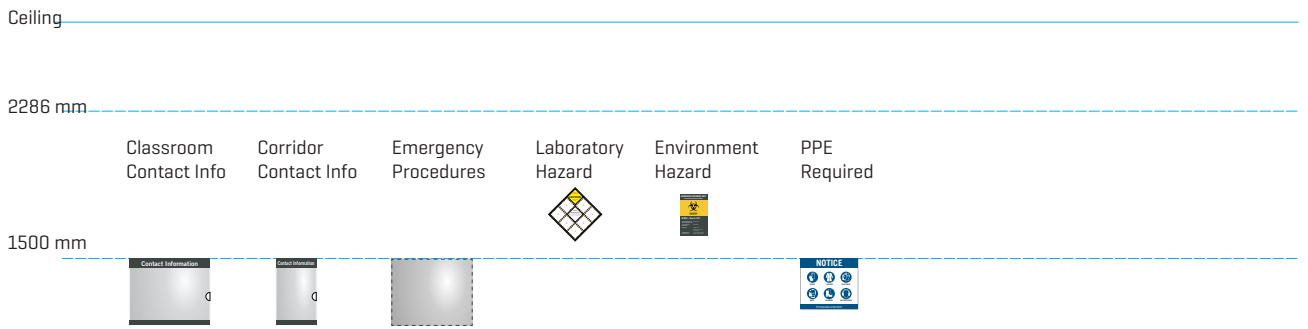 Ceiling
2286 mm
Classroom
Contact Info
Corridor
Contact Info
Emergency
Procedures
Laboratory
Hazard
Environment
Hazard
PPE
Required
1500 mm
Contact Information
Contact Information
NOTICE